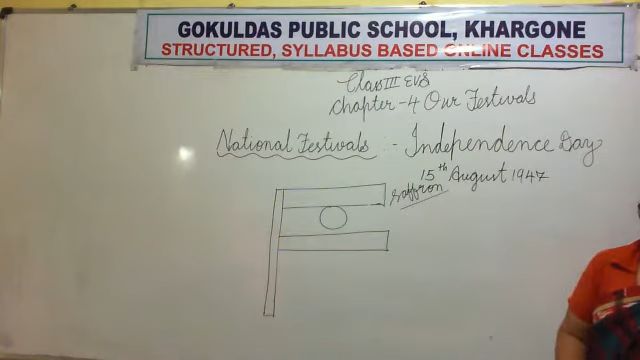 GOKULDAS PUBLIC SCHOOL, KHARGONE
STRUCTURED, SYLLABUS BASED ONLINE CLASSES
Class III EVS
Chapter-4 Our Festivals
National Festivals :- Independence Day
15th August 1947
Saffron